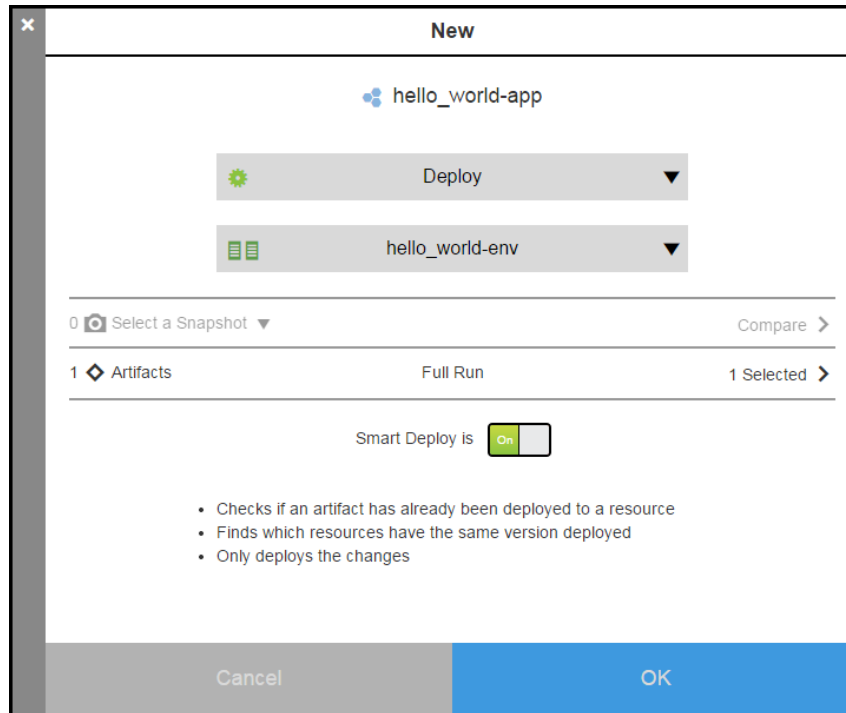 New
hello_world-app
Deploy
hello_world-env
0 Select a Snapshot Compare
1 Artifacts Full Run 1 Selected
Smart Deploy is On
Checks if an artifact has already been deployed to a resource
Finds which resources have the same version deployed
Only deploys the changes
Cancel OK